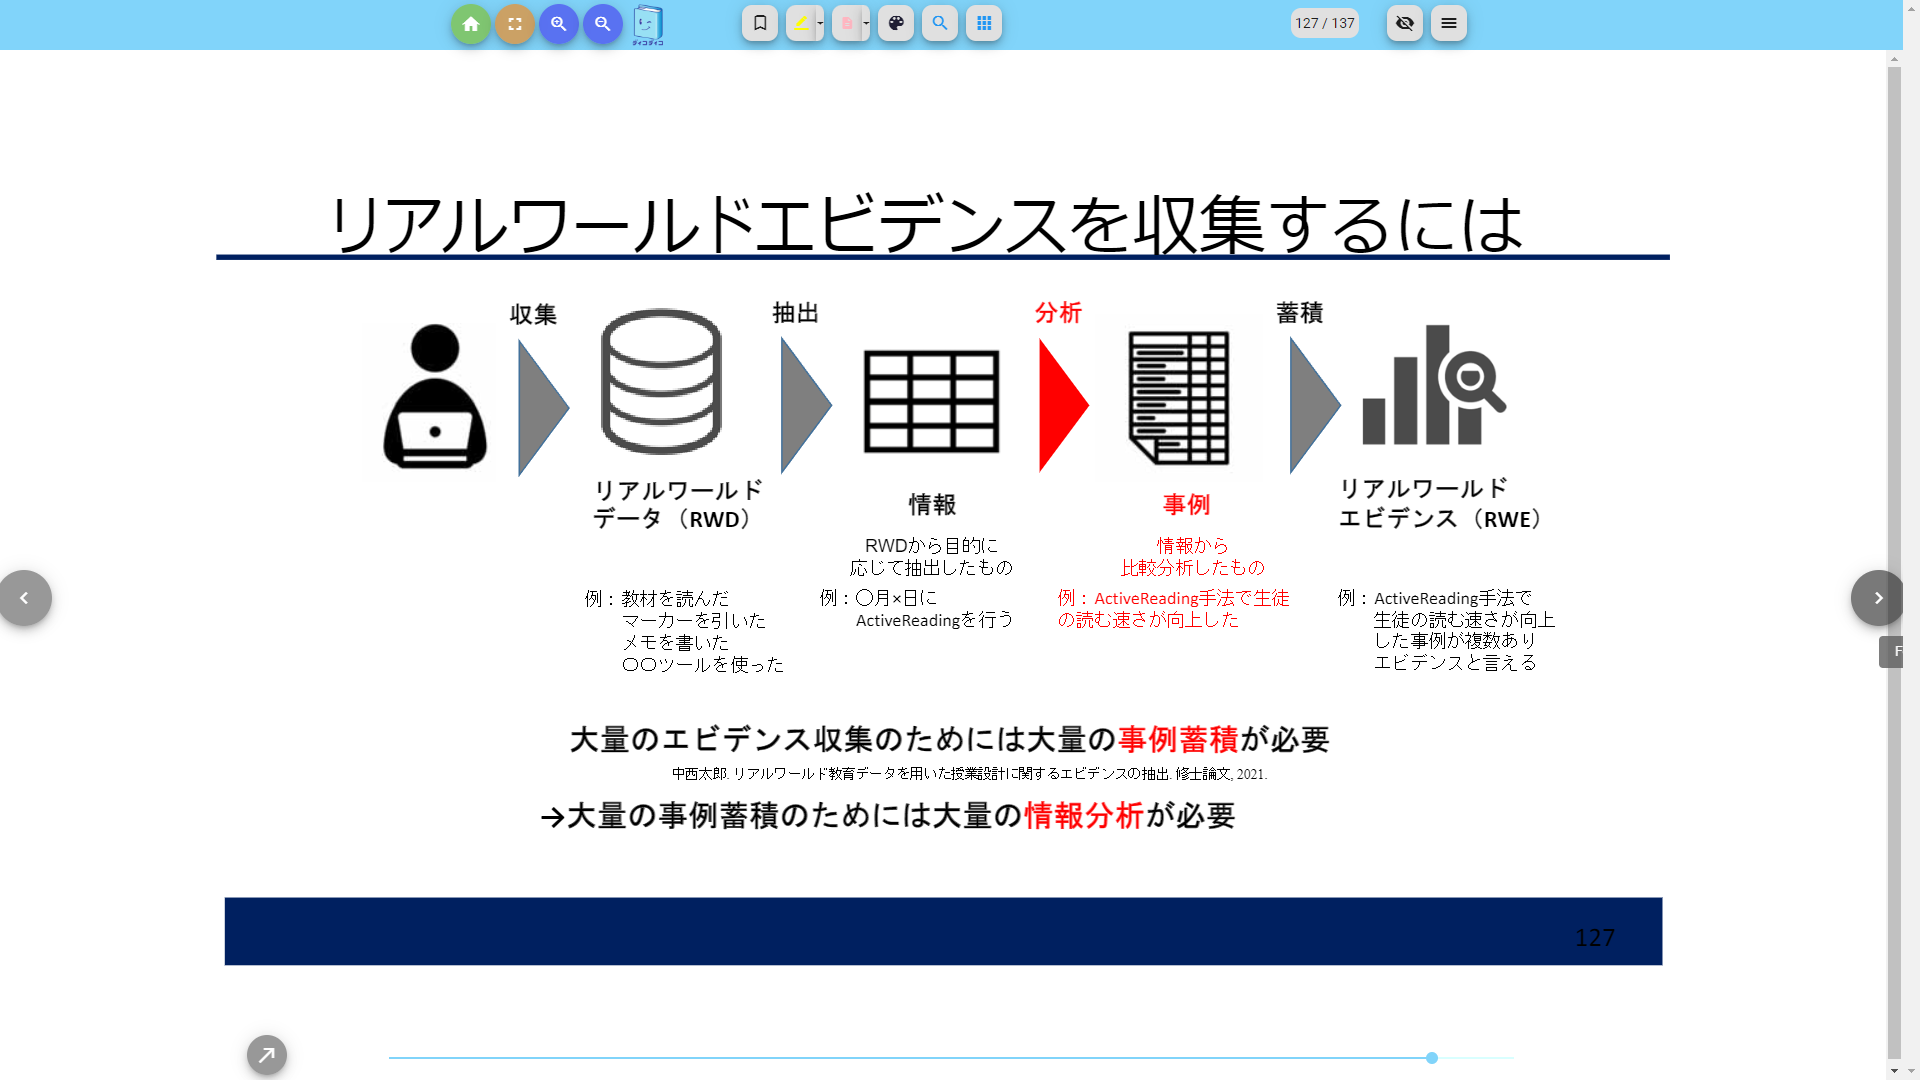 ダィコダィコ
127 / 137
リアルワールドエビデンスを収集するには
収集
抽出
分析
蓄積
リアルワールド
データ（RWD）
情報
事例
リアルワールド
エビデンス（RWE）
RWDから目的に
応じて抽出したもの
情報から
比較分析したもの
例：教材を読んだ
マーカーを引いた
メモを書いた
〇〇ツールを使った
例：〇月×日に
ActiveReadingを行う
例：ActiveReading手法で生徒
の読む速さが向上した
例：ActiveReading手法で
生徒の読む速さが向上
した事例が複数あり
エビデンスと言える
大量のエビデンス収集のためには大量の事例蓄積が必要
中西太郎. リアルワールド教育データを用いた授業設計に関するエビデンスの抽出. 修士論文, 2021.
→大量の事例蓄積のためには大量の情報分析が必要
127